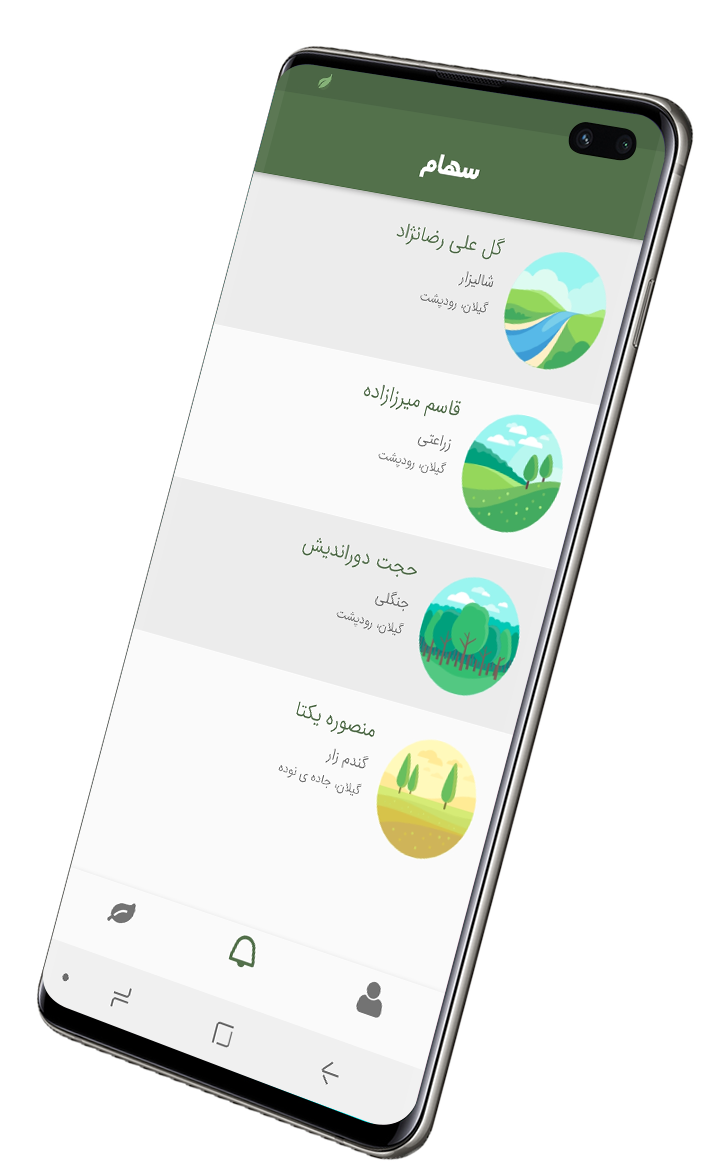 سهام
گل علی رضانژاد
شالیزار
گیلان، رودپشت
قاسم میرزازاده
زراعتی
گیلان، رودپشت
حجت دوراندیش
جنگلی
گیلان، رودپشت
منصوره یکتا
گندم زار
گیلان، جاده ی نوده